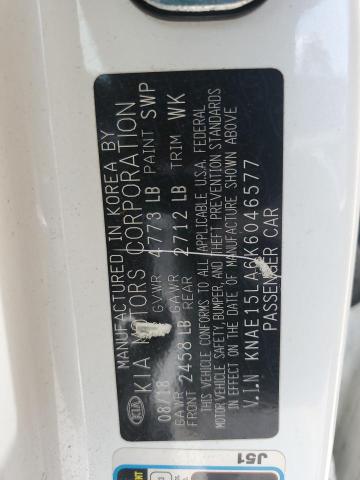 MANUFACTURED IN KOREA BY
KIA KIA MOTORS CORPORATION
08/18 GVWR 4773 LB PAINT SWP
GAWR FRONT 2458 LB GAWR REAR 2712 LB TRIM WK
THIS VEHICLE CONFORMS TO ALL APPLICABLE U.S.A. FEDERAL
MOTOR VEHICLE SAFETY, BUMPER, AND THEFT PREVENTION STANDARDS
IN EFFECT ON THE DATE OF MANUFACTURE SHOWN ABOVE
V.I.N KNAE15LA6K6046577
PASSENGER CAR
J51